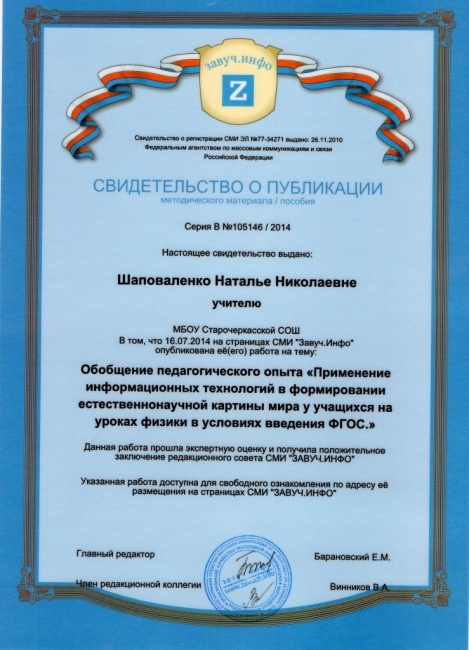 завуч.инфо
Z
Свидетельство о регистрации СМИ ЭЛ №77-34271 выдано: 26.11.2010
Федеральным агентством по массовым коммуникациям и связи
Российской Федерации
СВИДЕТЕЛЬСТВО О ПУБЛИКАЦИИ
методического материала / пособия
Серия В №105146 / 2014
Настоящее свидетельство выдано:
Шаповаленко Наталье Николаевне
учителю
МБОУ Старочеркасской СОШ
В том, что 16.07.2014 на страницах СМИ "Завуч.Инфо"
опубликована её(его) работа на тему:
Обобщение педагогического опыта «Применение
информационных технологий в формировании
естественнонаучной картины мира у учащихся на
уроках физики в условиях введения ФГОС.»
Данная работа прошла экспертную оценку и получила положительное
заключение редакционного совета СМИ "ЗАВУЧ.ИНФО"
Указанная работа доступна для свободного ознакомления по адресу её
размещения на страницах СМИ "ЗАВУЧ.ИНФО"
Главный редактор
Барановский Е.М.
Член редакционной коллегии
Винников В.А.